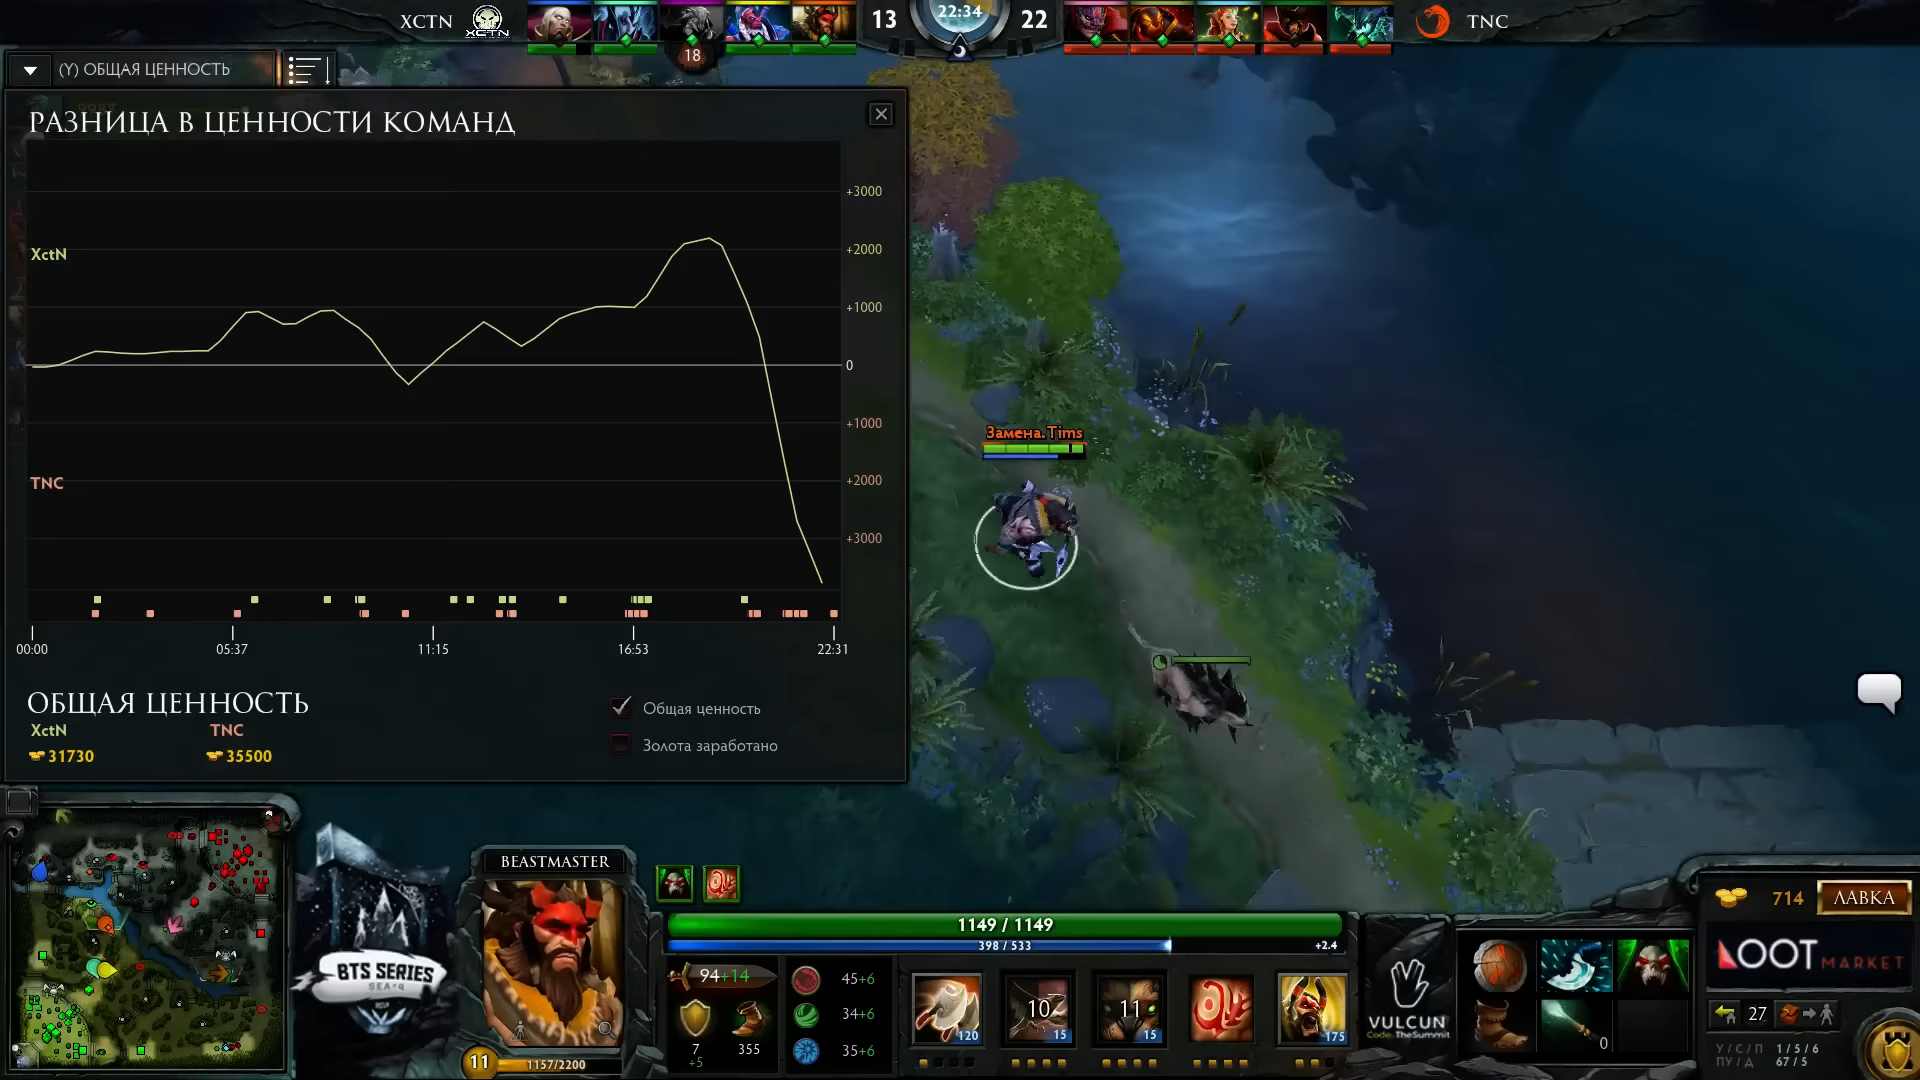 XCTN
XCTN
13
22:34
22
TNC
18
(Y) ОБЩАЯ ЦЕННОСТЬ
РАЗНИЦА В ЦЕННОСТИ КОМАНД
+3000
XctN
+2000
+1000
0
+1000
TNC
+2000
+3000
00:00
05:37
11:15
16:53
22:31
ОБЩАЯ ЦЕННОСТЬ
XctN
TNC
31730
35500
Общая ценность
Золота заработано
Замена.Tims
BTS SERIES
SEA
BEASTMASTER
11
1157/2200
1149 / 1149
398 / 533
+2.4
94+14
7
+5
355
45+6
34+6
35+6
120
10
15
11
15
175
VULCUN
Code: TheSummit
0
714
ЛАВКА
LOOT MARKET
27
У/С/П 1/5/6
ПУ/Д 67/5